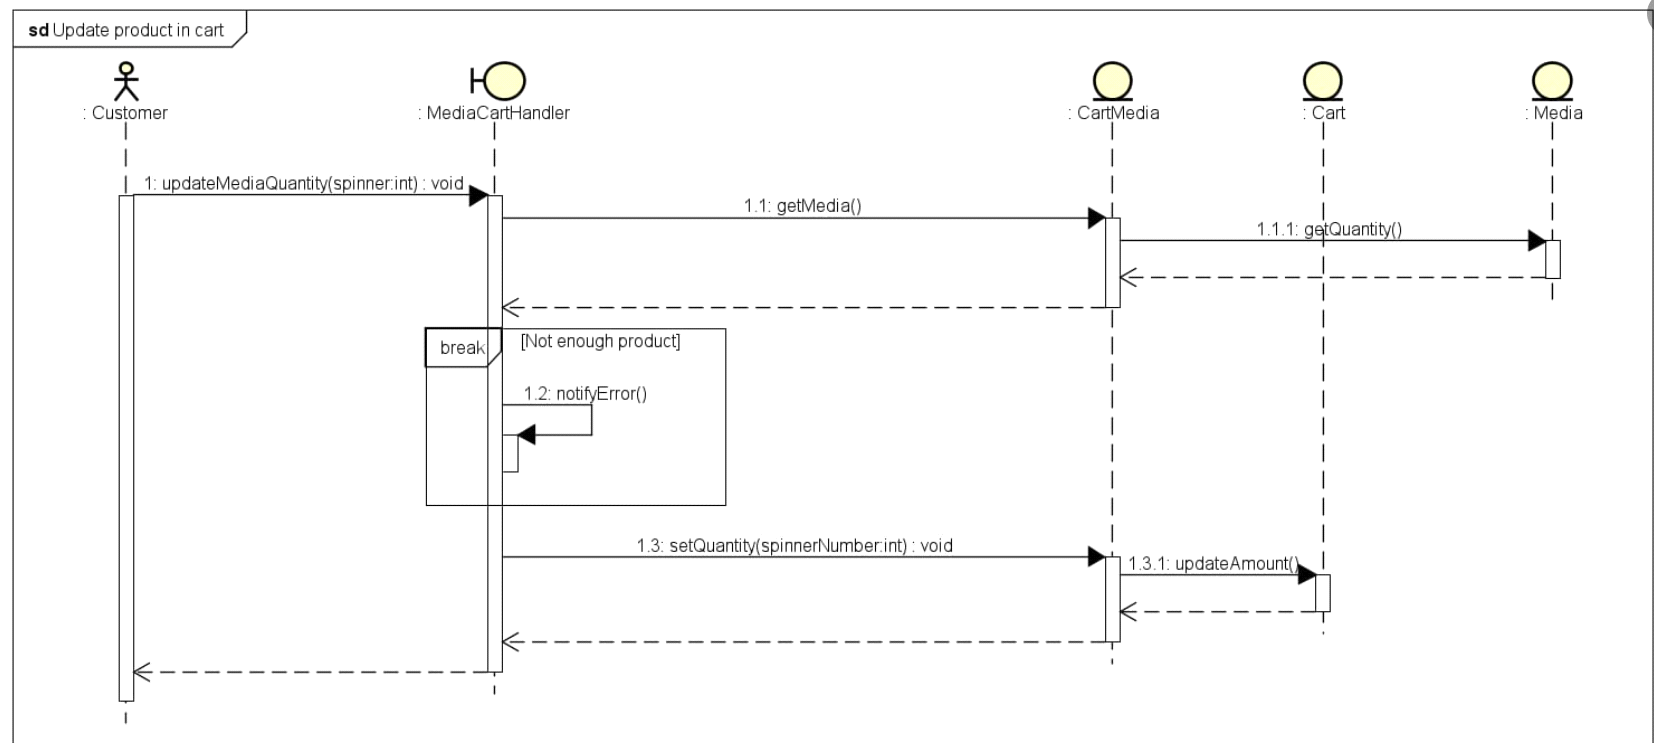 sd Update product in cart
: Customer
: MediaCartHandler
: CartMedia
: Cart
: Media
1: updateMediaQuantity(spinner:int) : void
1.1: getMedia()
1.1.1: getQuantity()
break
[Not enough product]
1.2: notifyError()
1.3: setQuantity(spinnerNumber:int) : void
1.3.1: updateAmount()